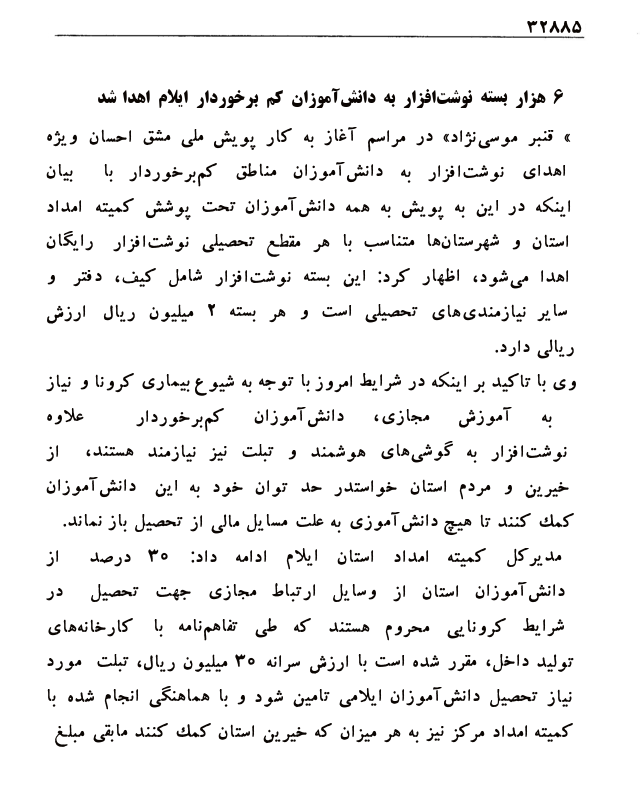 ۳۲۸۸۵
۶ هزار بسته نوشت‌افزار به دانش‌آموزان کم برخوردار ایلام اهدا شد
» قنبر موسی‌نژاد» در مراسم آغاز به کار پویش ملی مشق احسان ویژه
اهدای نوشت‌افزار به دانش‌آموزان مناطق کم‌برخوردار با بیان
اینکه در این به پویش به همه دانش‌آموزان تحت پوشش کمیته امداد
استان و شهرستان‌ها متناسب با هر مقطع تحصیلی نوشت‌افزار رایگان
اهدا می‌شود، اظهار کرد: این بسته نوشت‌افزار شامل کیف، دفتر و
سایر نیازمندی‌های تحصیلی است و هر بسته ۲ میلیون ریال ارزش
ریالی دارد.
وی با تاکید بر اینکه در شرایط امروز با توجه به شیوع بیماری کرونا و نیاز
به آموزش مجازی، دانش‌آموزان کم‌برخوردار علاوه
نوشت‌افزار به گوشی‌های هوشمند و تبلت نیز نیازمند هستند، از
خیرین و مردم استان خواستدر حد توان خود به این دانش‌آموزان
کمک کنند تا هیچ دانش‌آموزی به علت مسایل مالی از تحصیل باز نماند.
مدیرکل کمیته امداد استان ایلام ادامه داد: ۳۰ درصد از
دانش‌آموزان استان از وسایل ارتباط مجازی جهت تحصیل در
شرایط کرونایی محروم هستند که طی تفاهم‌نامه با کارخانه‌های
تولید داخل، مقرر شده است با ارزش سرانه ۳۰ میلیون ریال، تبلت مورد
نیاز تحصیل دانش‌آموزان ایلامی تامین شود و با هماهنگی انجام شده با
کمیته امداد مرکز نیز به هر میزان که خیرین استان کمک کنند مابقی مبلغ